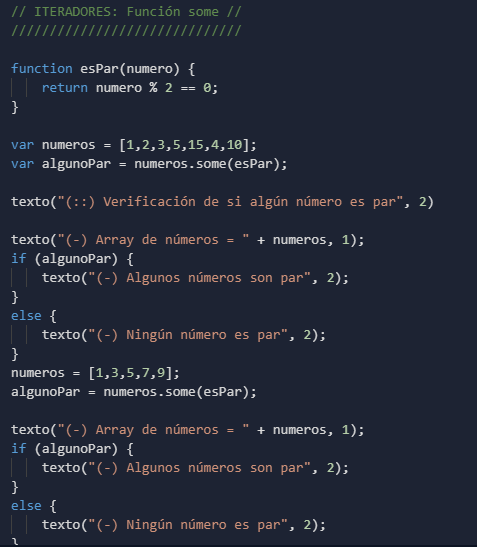 // ITERADORES: Función some //
//////////////////////////////
function esPar(numero) {
    return numero % 2 == 0;
}
var numeros = [1,2,3,5,15,4,10];
var algunoPar = numeros.some(esPar);
texto("(::) Verificación de si algún número es par", 2)
texto("(-) Array de números = " + numeros, 1);
if (algunoPar) {
    texto("(-) Algunos números son par", 2);
}
else {
    texto("(-) Ningún número es par", 2);
}
numeros = [1,3,5,7,9];
algunoPar = numeros.some(esPar);
texto("(-) Array de números = " + numeros, 1);
if (algunoPar) {
    texto("(-) Algunos números son par", 2);
}
else {
    texto("(-) Ningún número es par", 2);
}